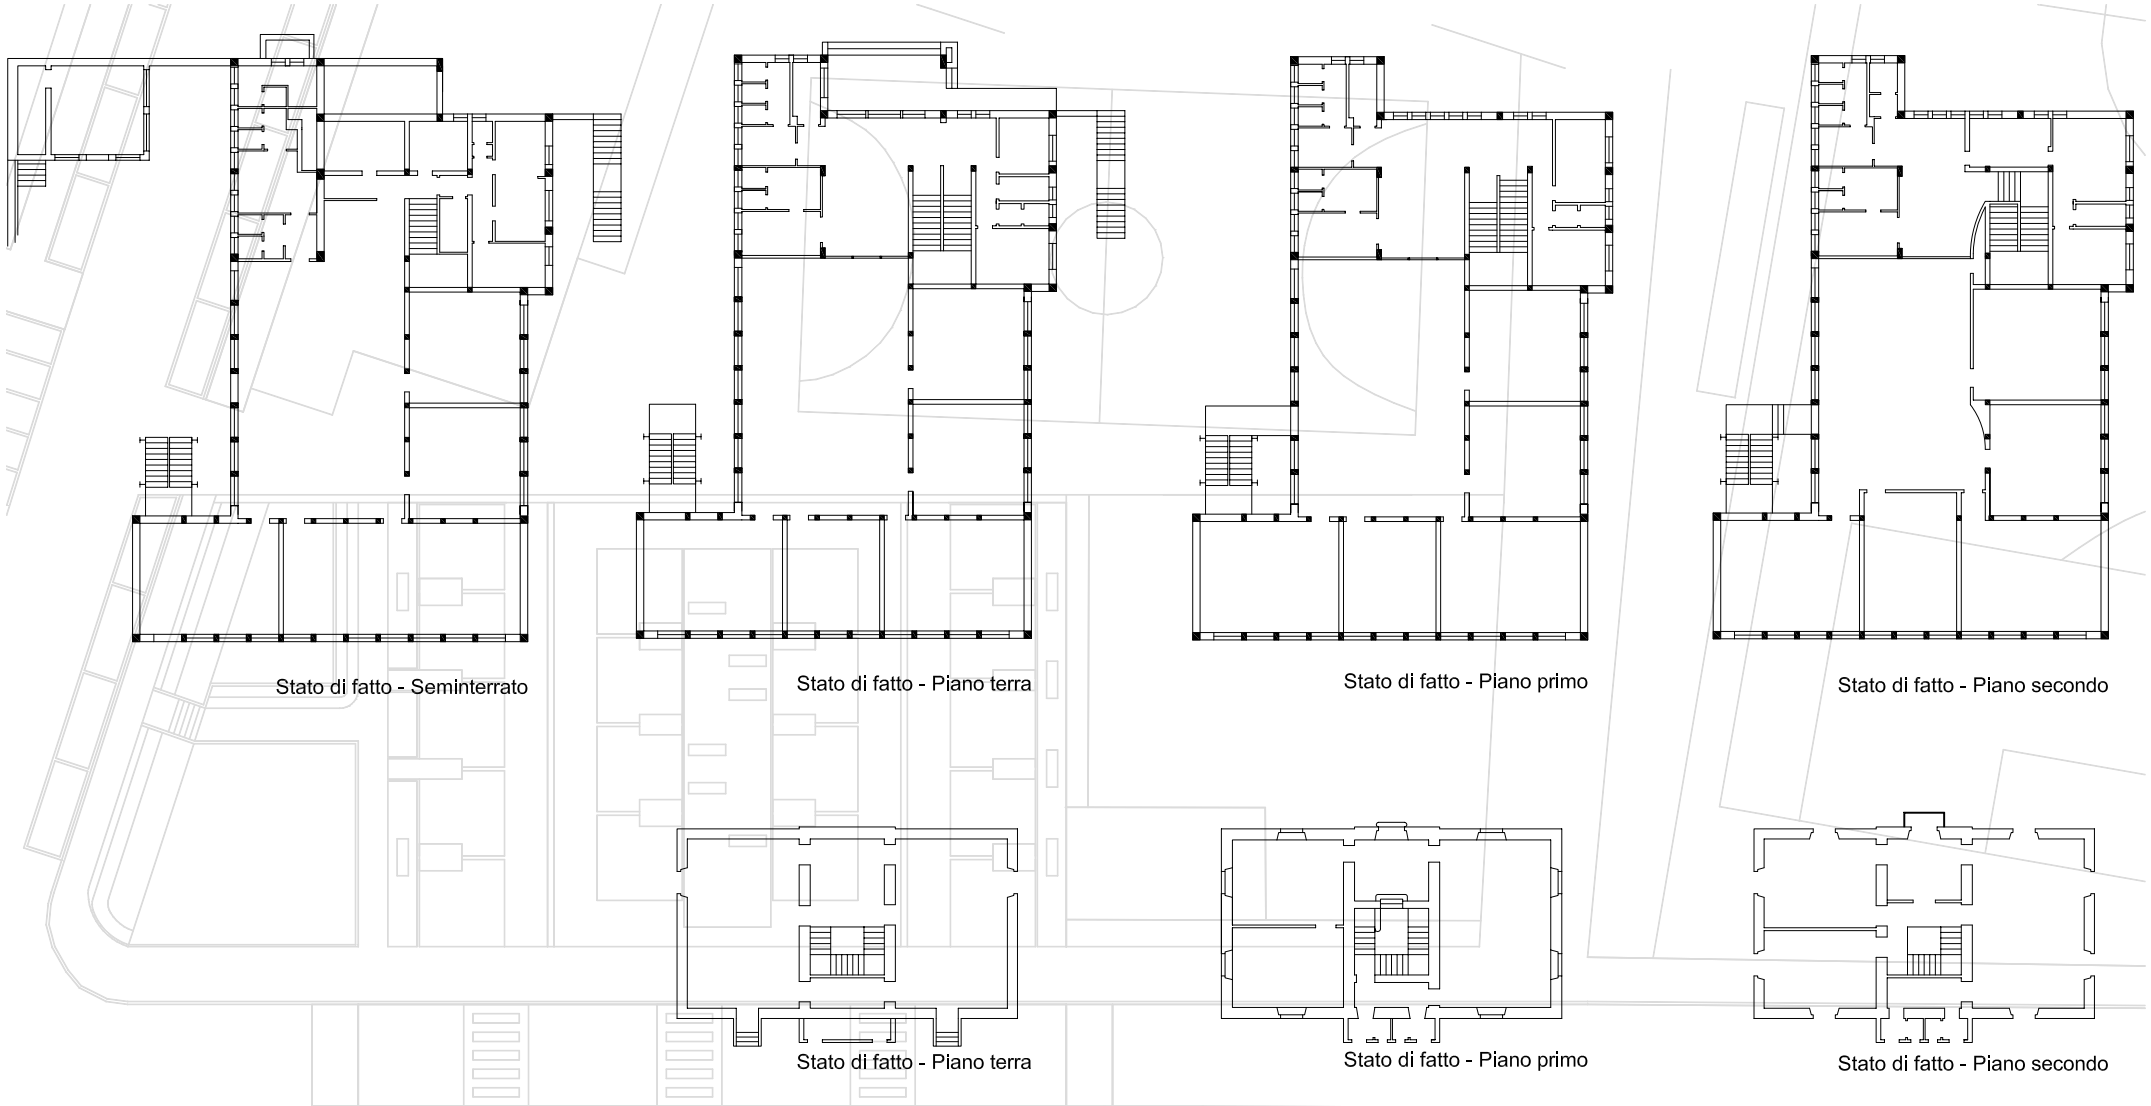 Stato di fatto - Seminterrato
Stato di fatto - Piano terra
Stato di fatto - Piano primo
Stato di fatto - Piano secondo
Stato di fatto - Piano terra
Stato di fatto - Piano primo
Stato di fatto - Piano secondo